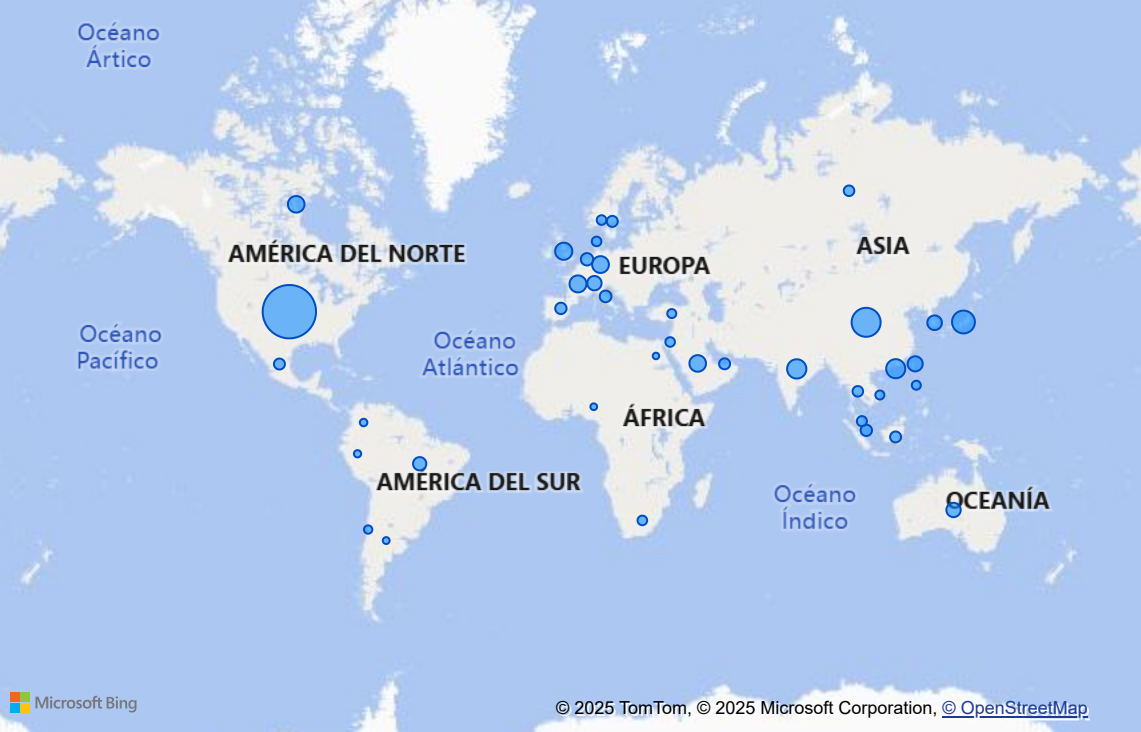 Océano
Ártico
AMÉRICA DEL NORTE
EUROPA
ASIA
Océano
Pacífico
Océano
Atlántico
ÁFRICA
AMÉRICA DEL SUR
Océano
Índico
OCEANÍA
Microsoft Bing
© 2025 TomTom, © 2025 Microsoft Corporation, © OpenStreetMap